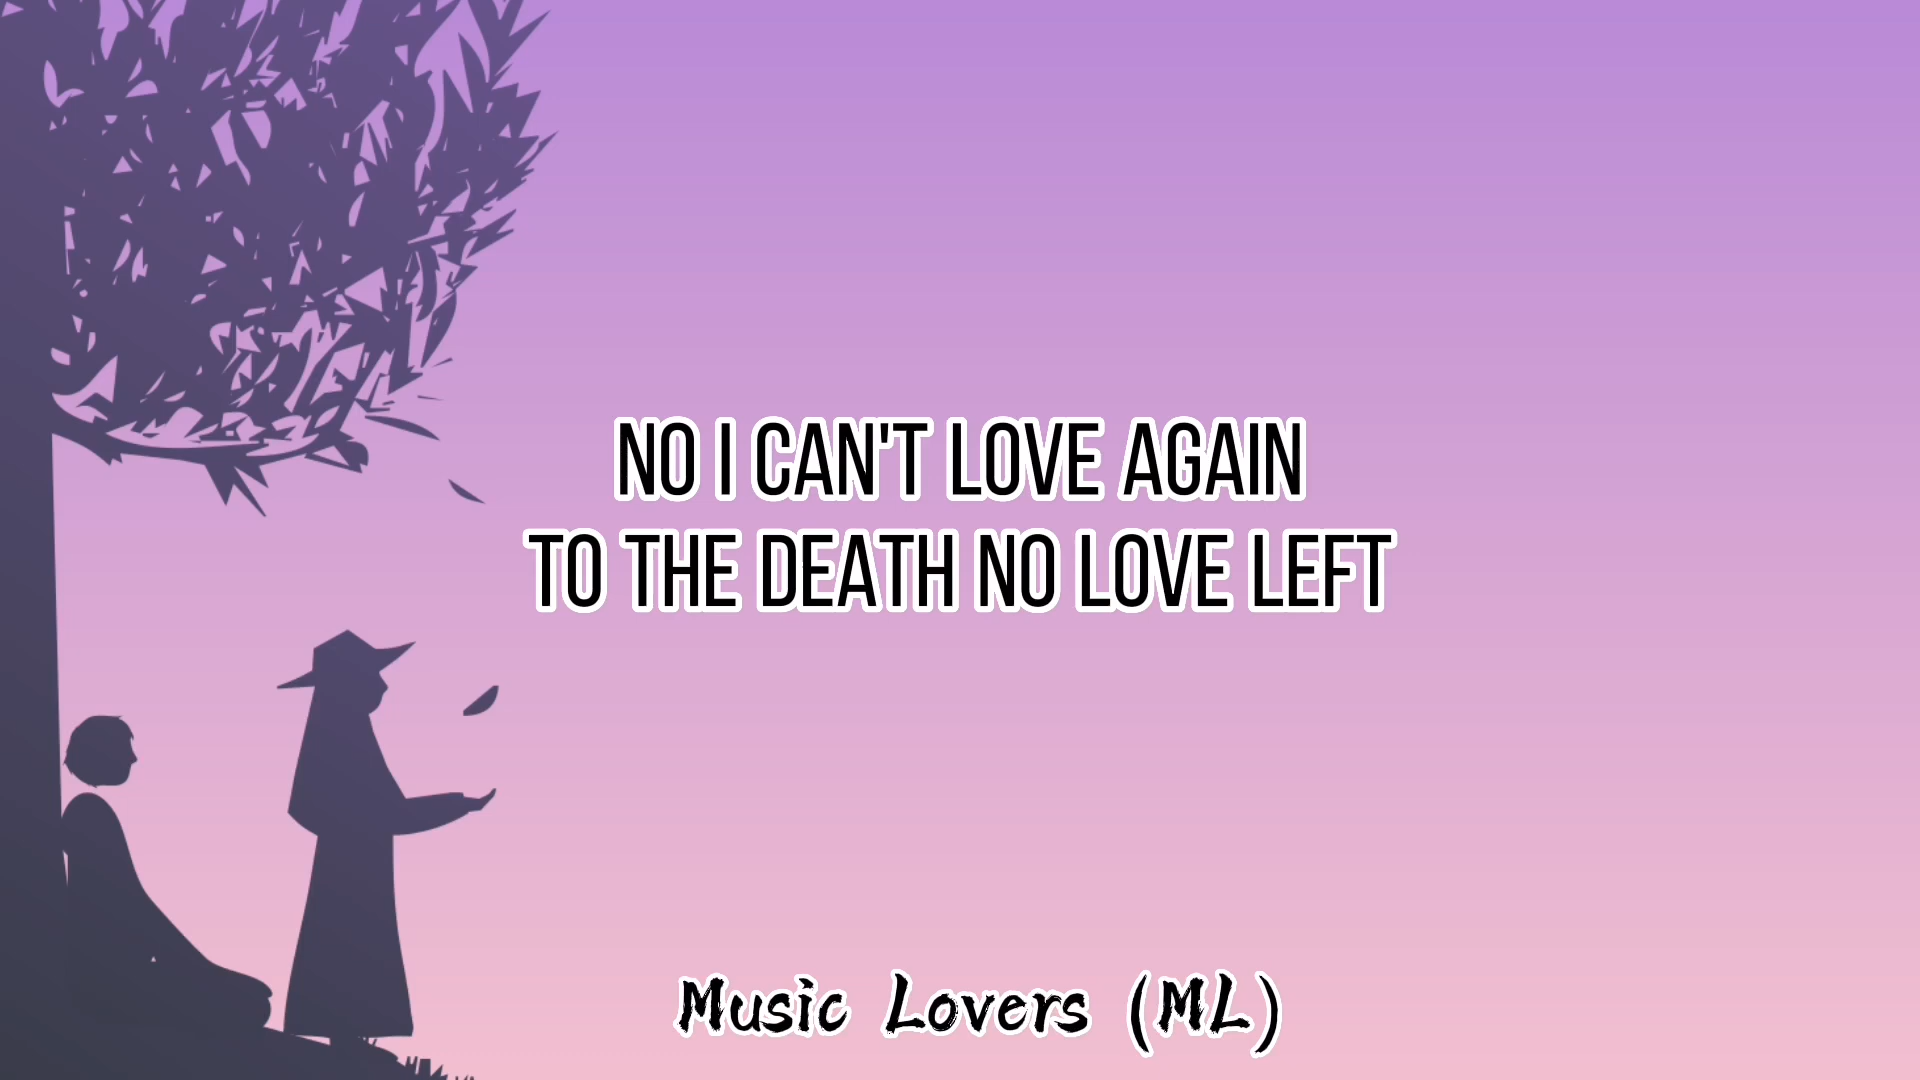 NO I CAN'T LOVE AGAIN
TO THE DEATH NO LOVE LEFT
Music Lovers (ML)